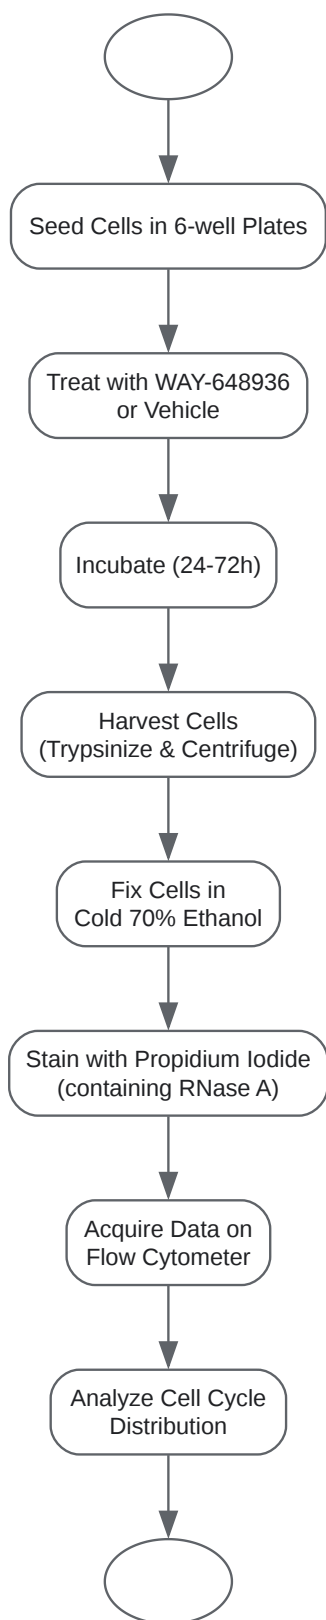 Seed Cells in 6-well Plates
Treat with WAY-648936
or Vehicle
Incubate (24-72h)
Harvest Cells
(Trypsinize & Centrifuge)
Fix Cells in
Cold 70% Ethanol
Stain with Propidium Iodide
(containing RNase A)
Acquire Data on
Flow Cytometer
Analyze Cell Cycle
Distribution